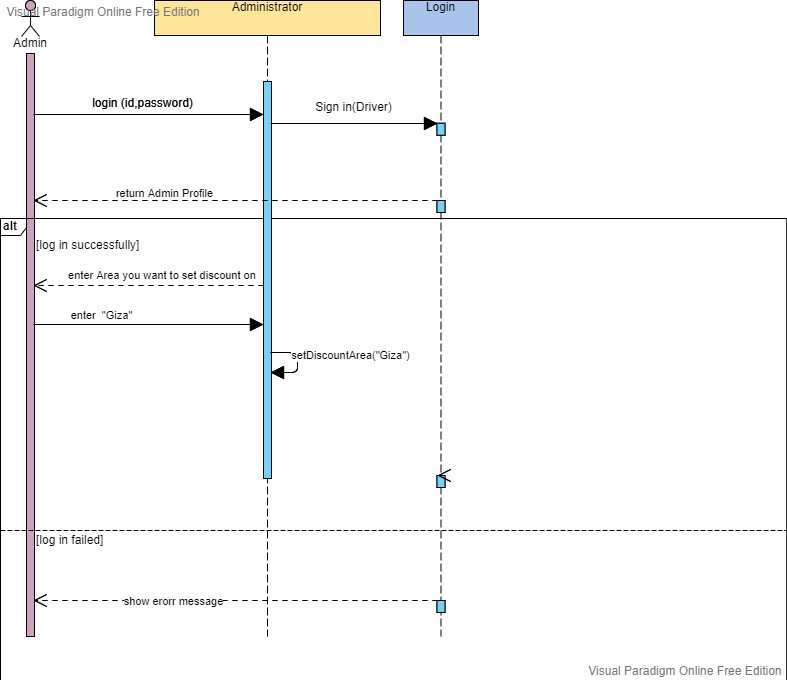 Visual Paradigm Online Free Edition
Administrator
Login
Admin
login (id,password)
Sign in(Driver)
return Admin Profile
alt
[log in successfully]
enter Area you want to set discount on
enter "Giza"
setDiscountArea("Giza")
[log in failed]
show erorr message
Visual Paradigm Online Free Edition